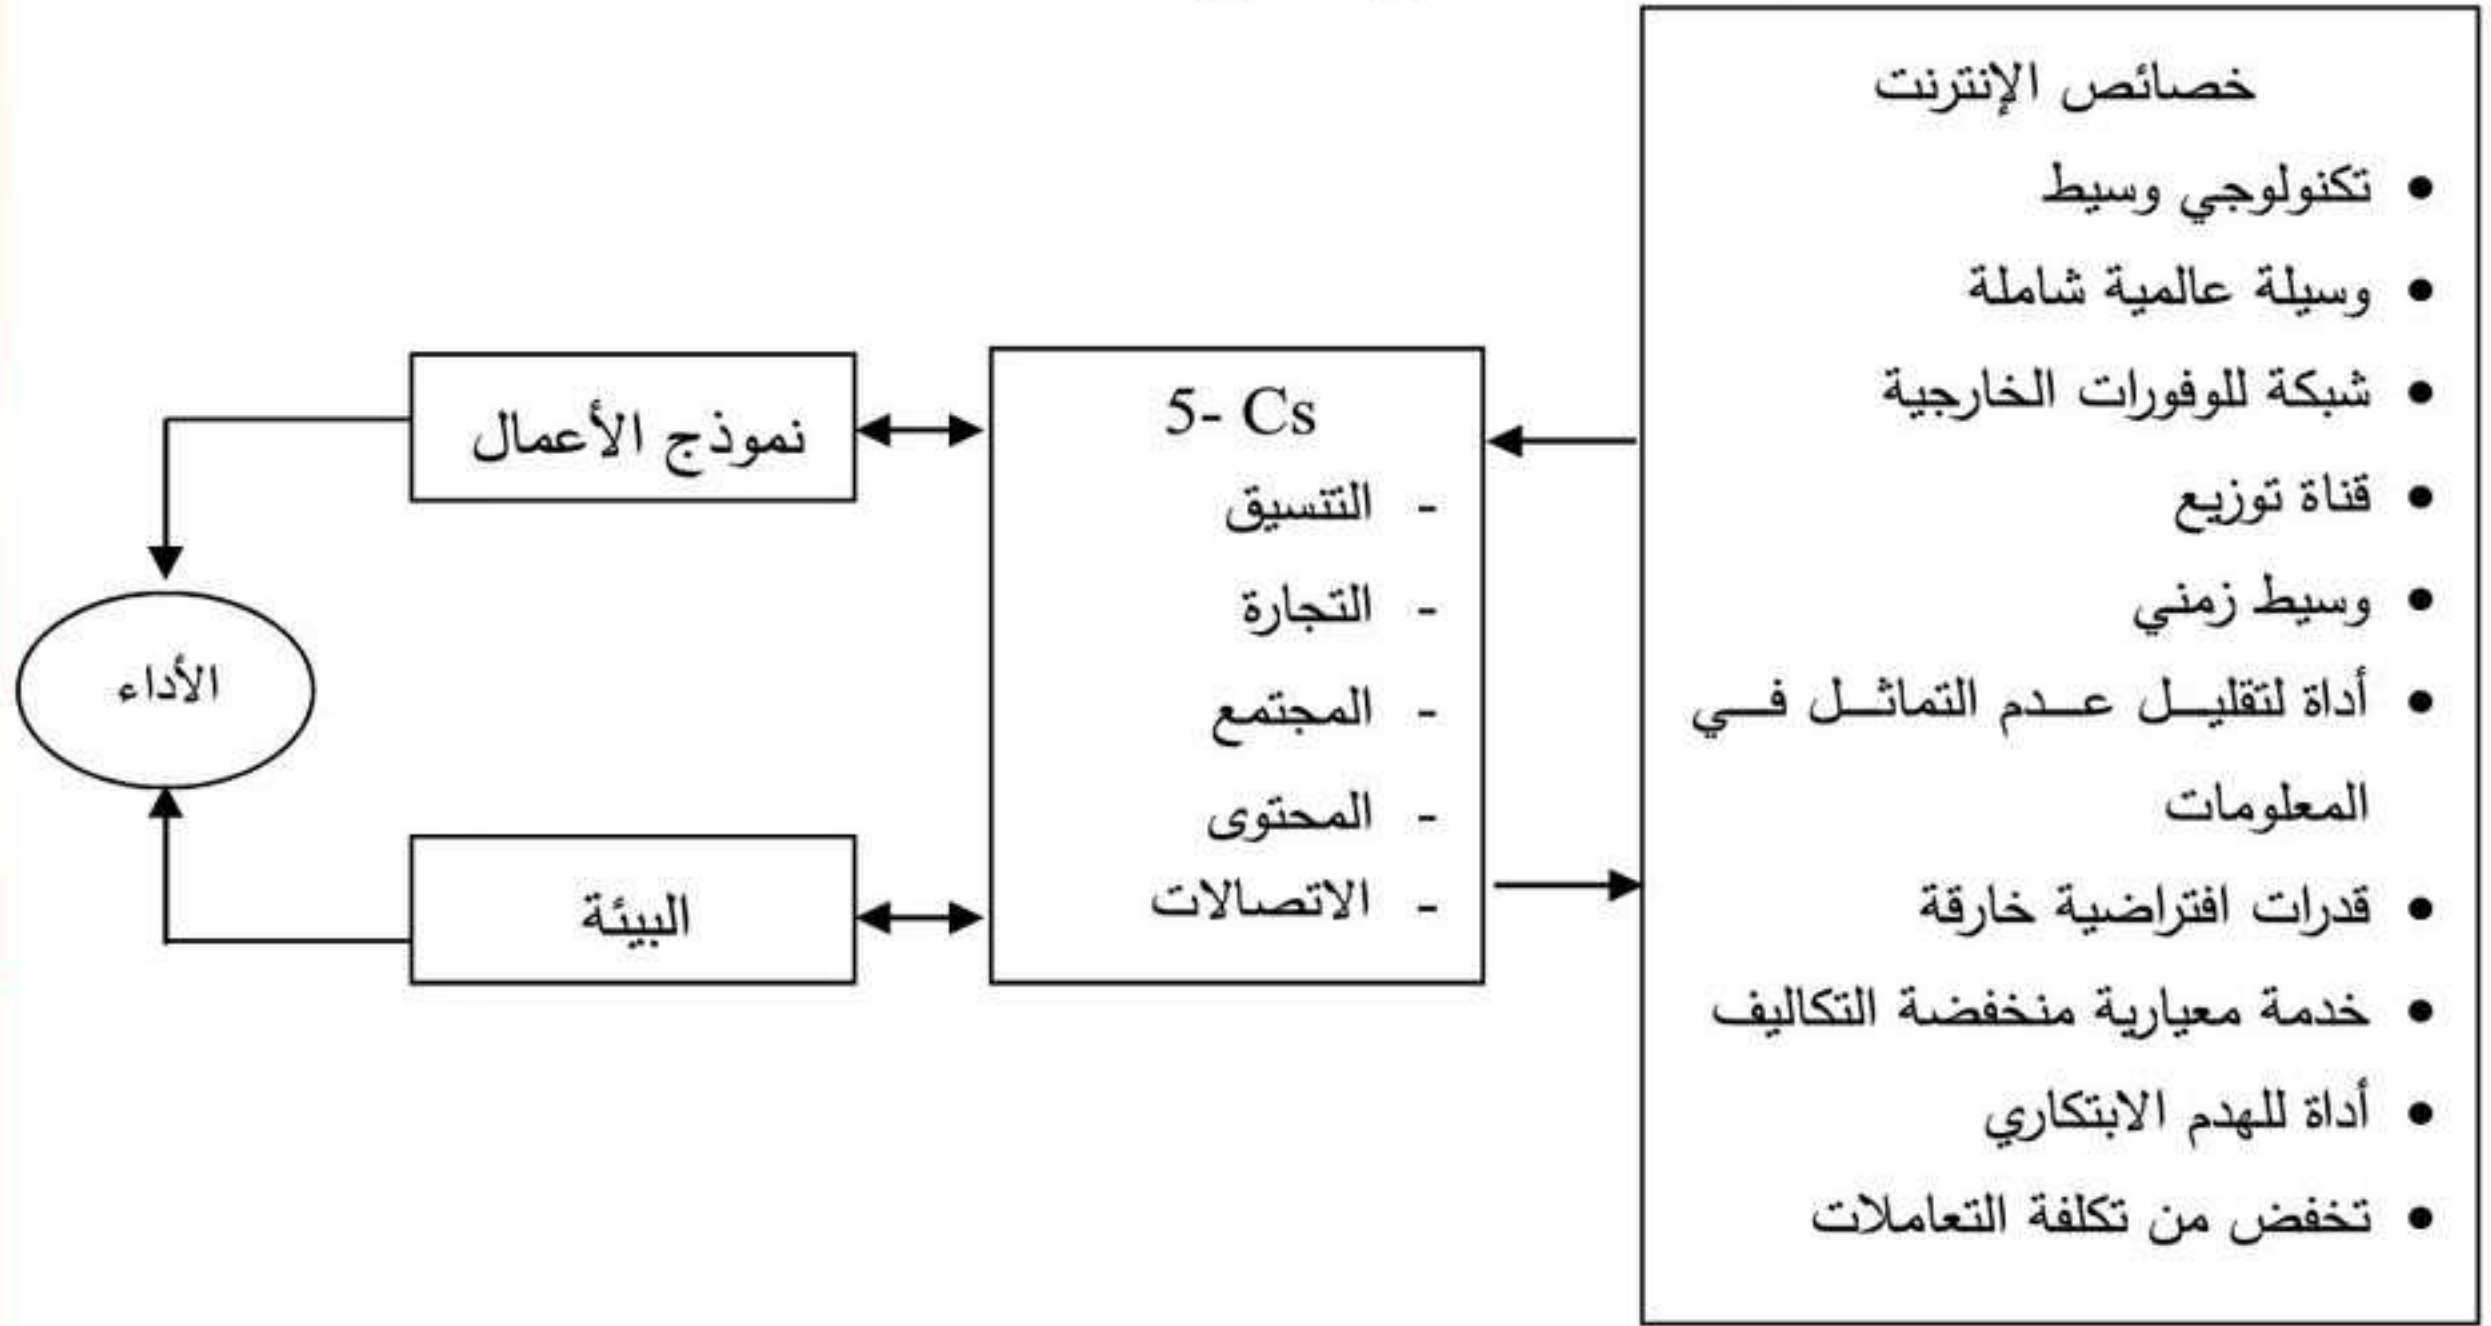 خصائص الإنترنت
• تكنولوجي وسيط
• وسيلة عالمية شاملة
• شبكة للوفورات الخارجية
• قناة توزيع
• وسيط زمني
• أداة لتقليل عدم التماثل في
المعلومات
• قدرات افتراضية خارقة
• خدمة معيارية منخفضة التكاليف
• أداة للهدم الابتكاري
• تخفض من تكلفة التعاملات
5- Cs
- التنسيق
- التجارة
- المجتمع
- المحتوى
- الاتصالات
نموذج الأعمال
البيئة
الأداء